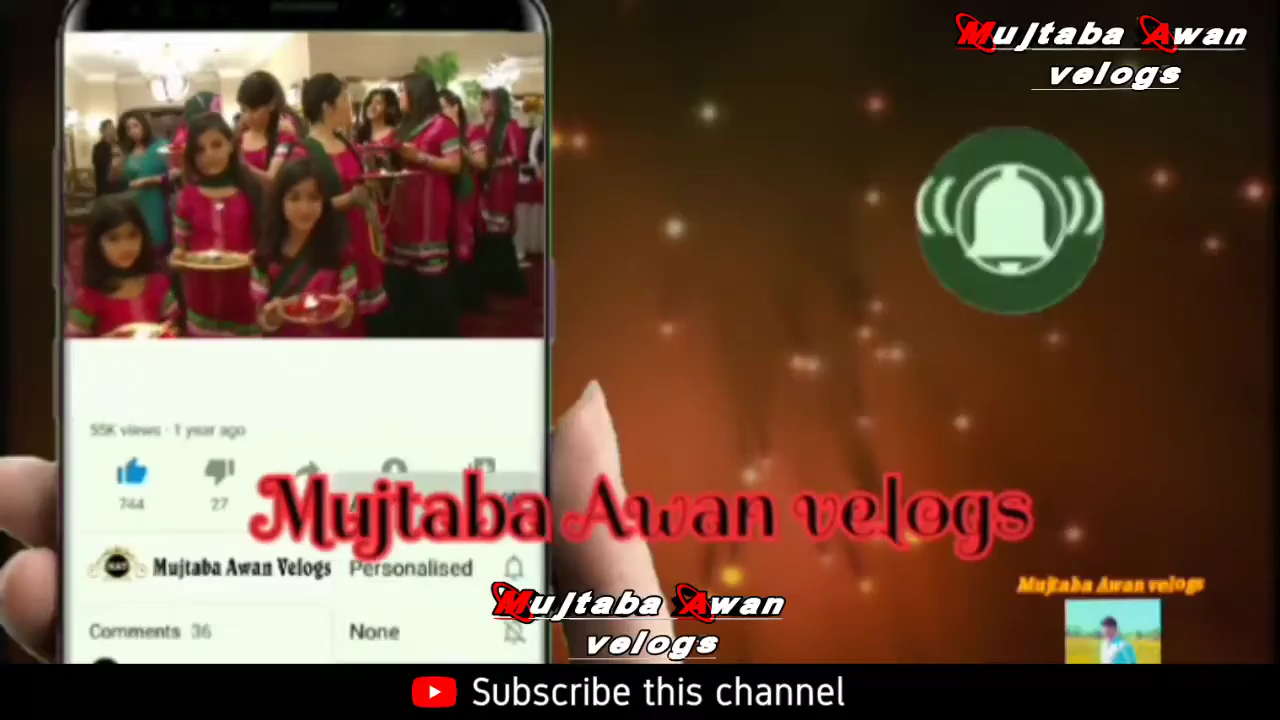 Mujtaba Awan
velogs
55K views · 1 year ago
744
27
Mujtaba Awan velogs
Mujtaba Awan Velogs
Personalised
Mujtaba Awan velogs
Mujtaba Awan
velogs
Comments 36
None
Subscribe this channel